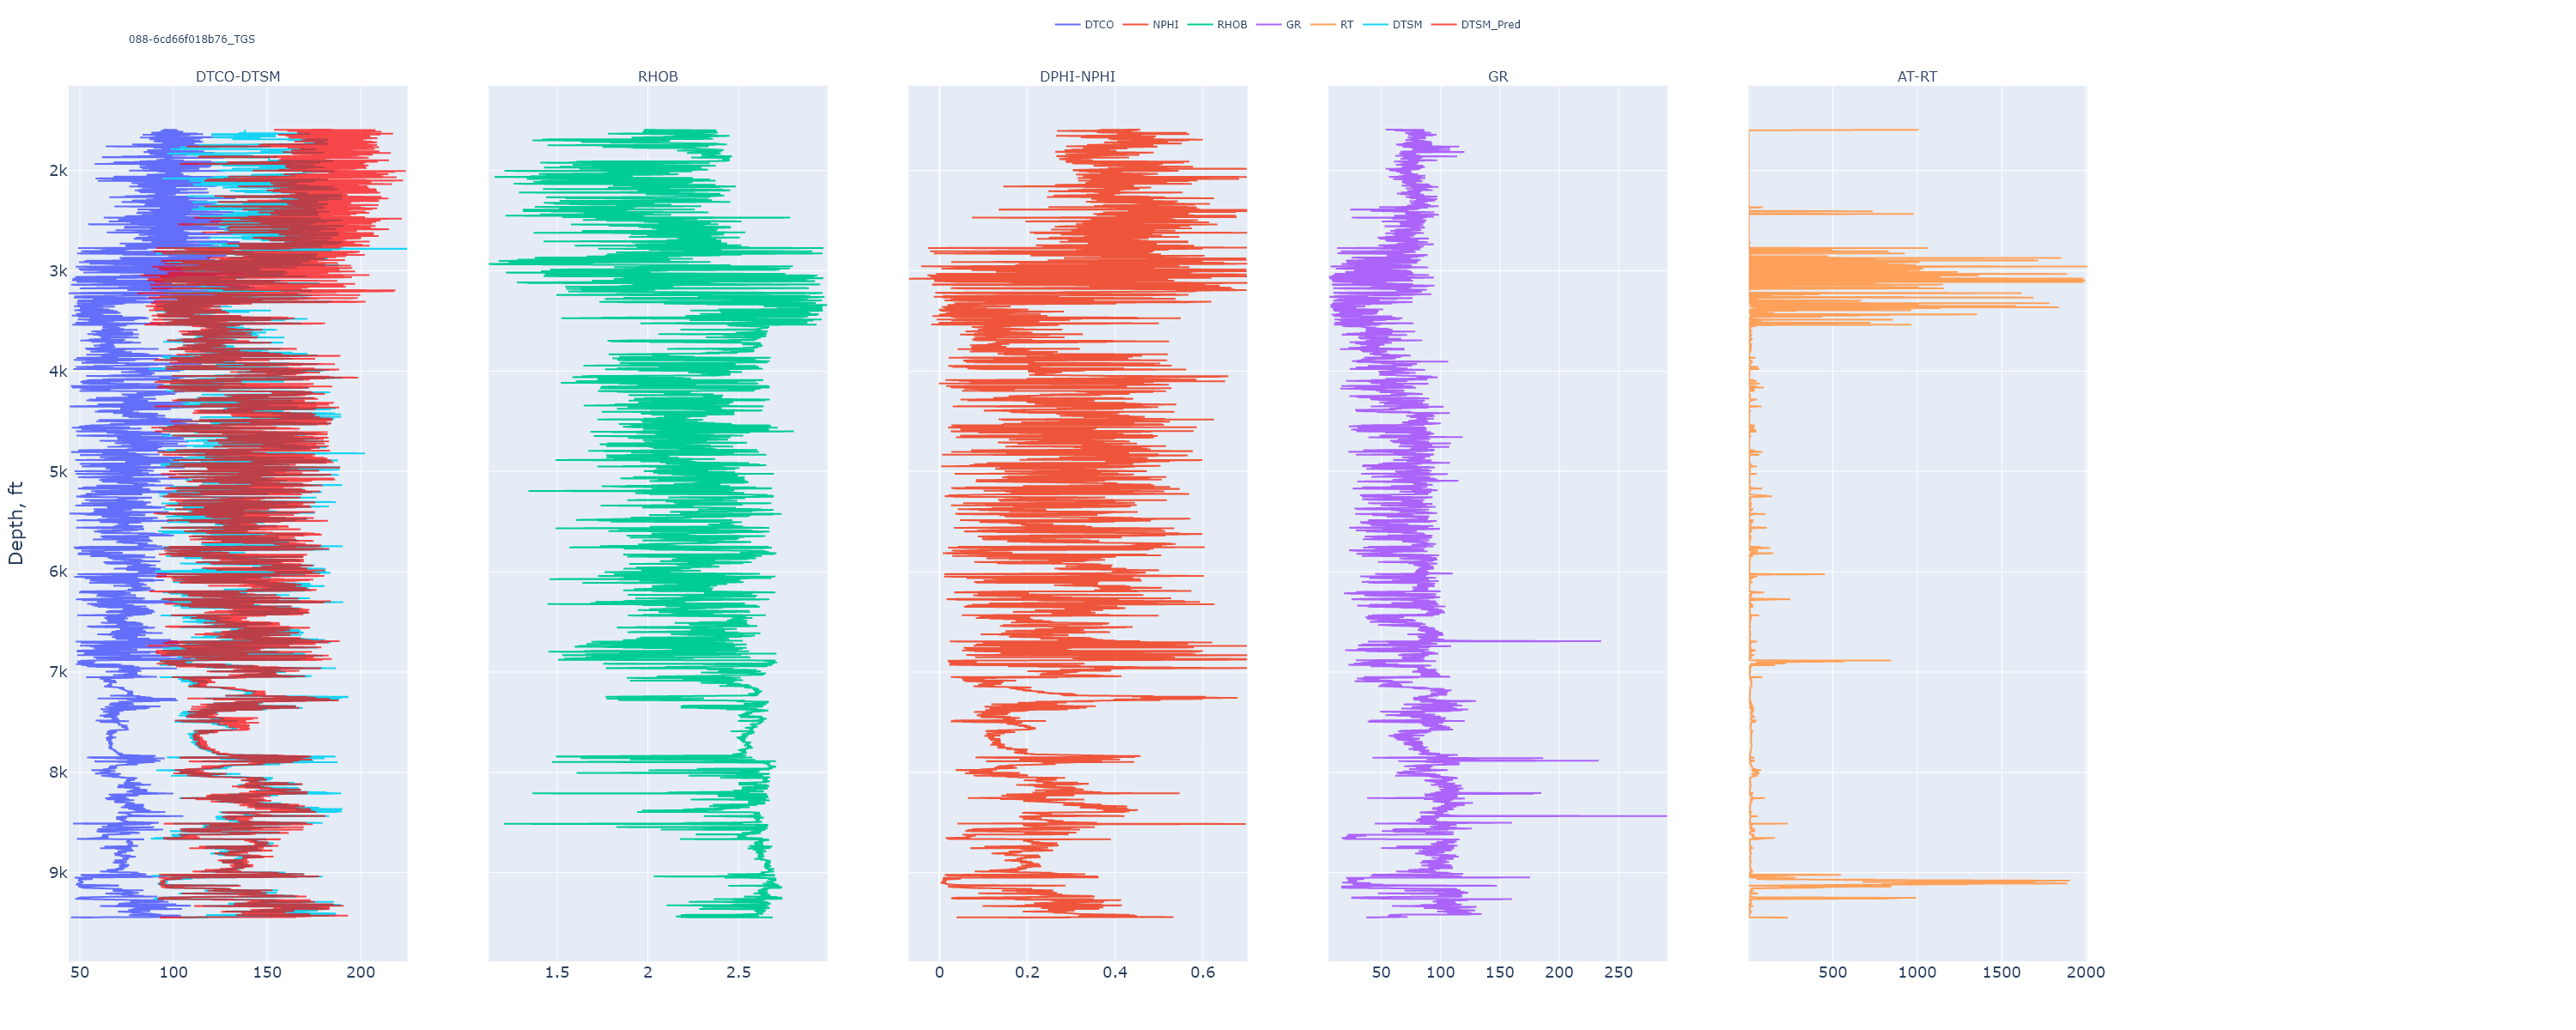 DTCO NPHI RHOB GR RT DTSM DTSM_Pred
088-6cd66f018b76_TGS
DTCO-DTSM RHOB DPHI-NPHI GR AT-RT
2k
3k
4k
5k
6k
7k
8k
9k
Depth, ft
50 100 150 200
1.5 2 2.5
0 0.2 0.4 0.6
50 100 150 200 250
500 1000 1500 2000